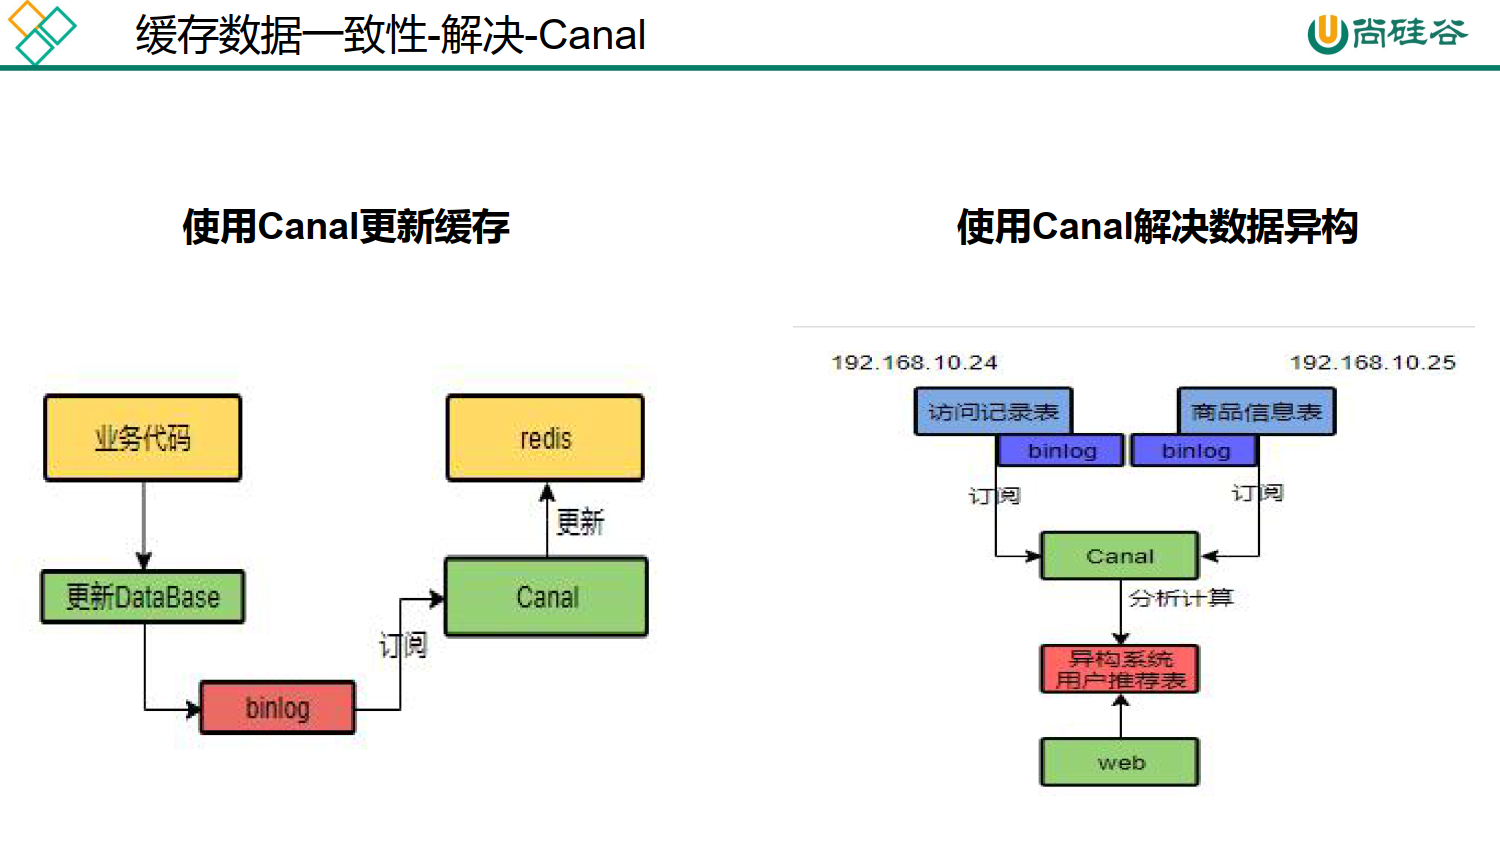 缓存数据一致性-解决-Canal
尚硅谷
使用Canal更新缓存
使用Canal解决数据异构
业务代码
redis
更新
更新DataBase
Canal
订阅
binlog
192.168.10.24
192.168.10.25
访问记录表
商品信息表
binlog
binlog
订阅
订阅
Canal
分析计算
异构系统
用户推荐表
web